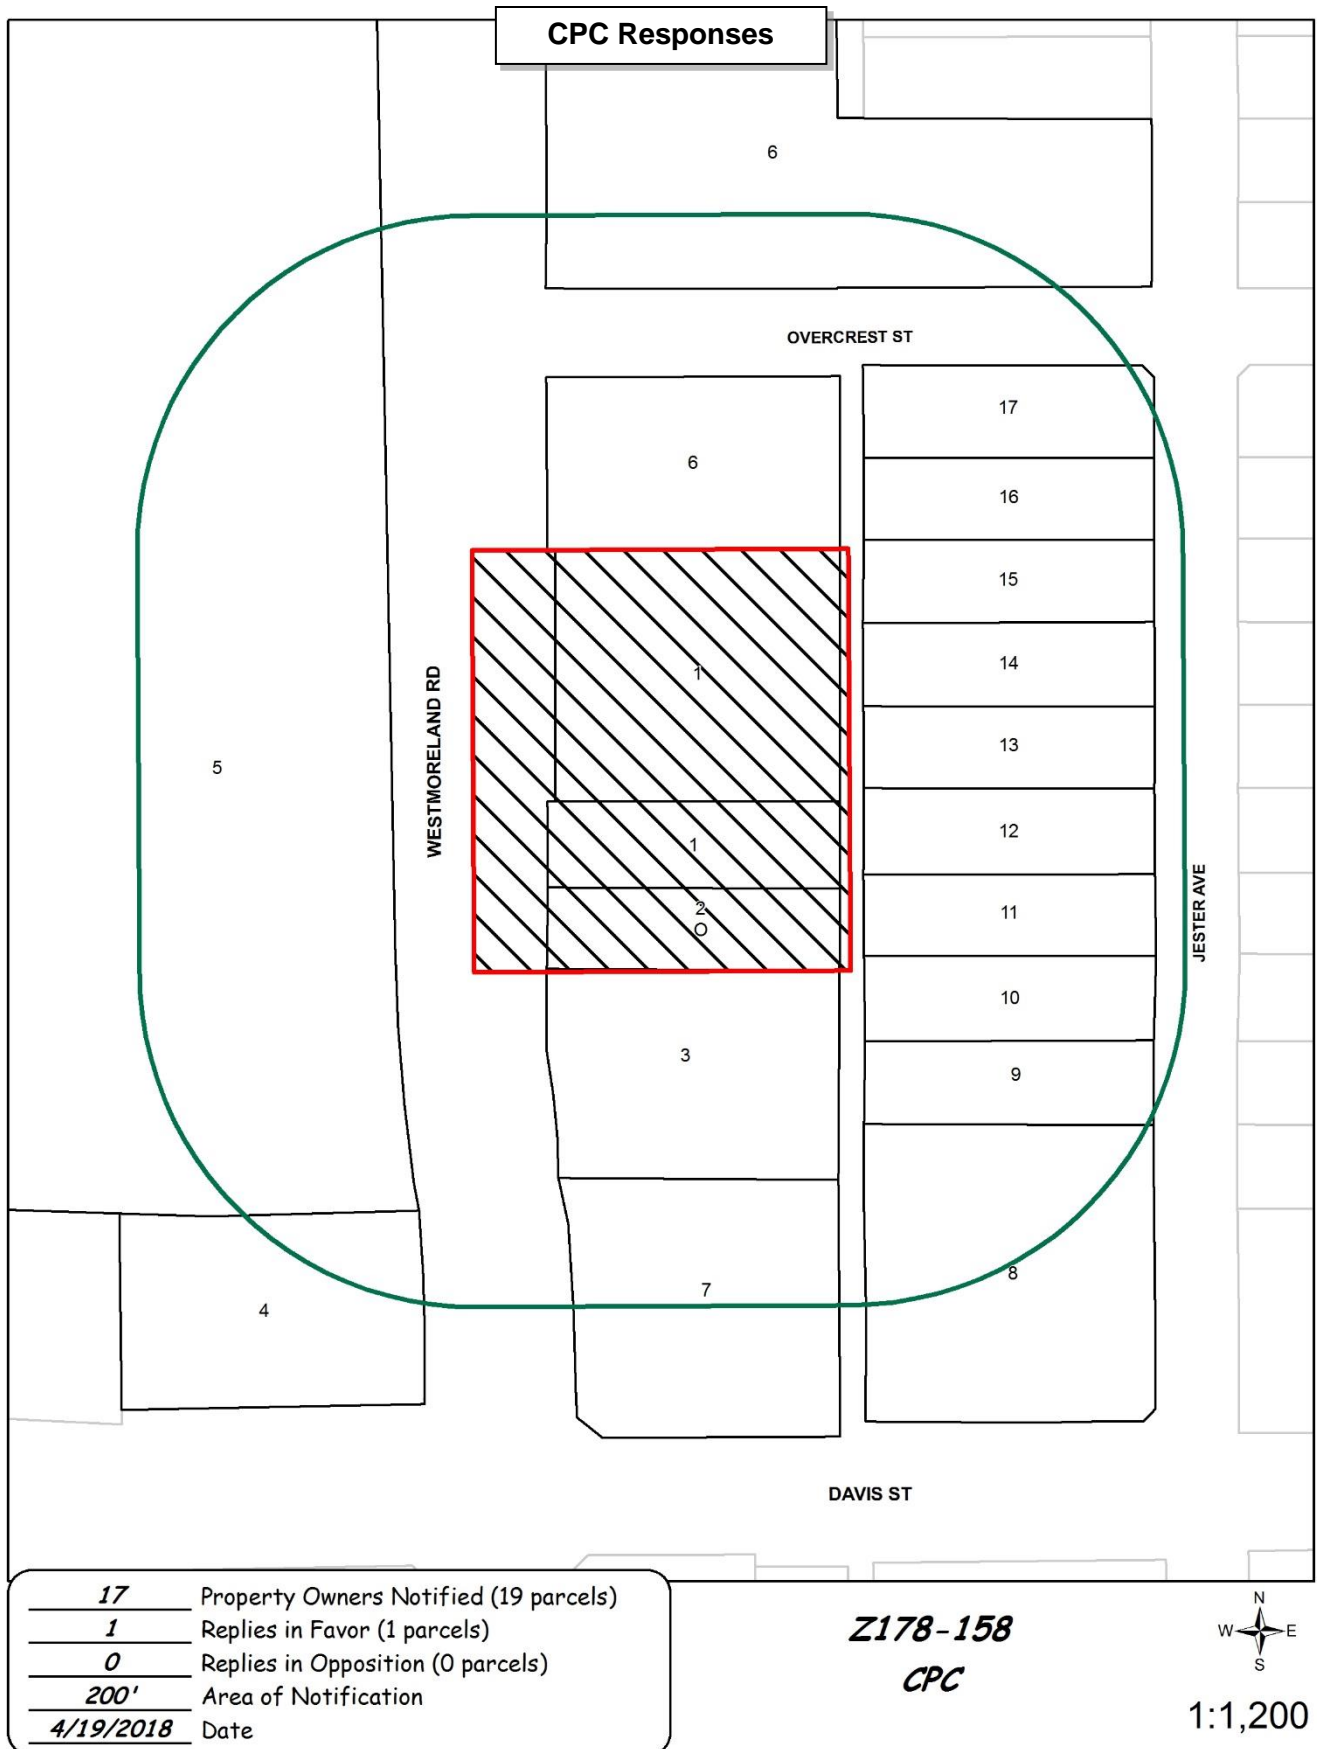 CPC Responses
6
OVERCREST ST
17
6
16
15
1
14
WESTMORELAND RD
13
5
12
1
11
2
O
JESTER AVE
10
3
9
8
7
4
DAVIS ST
17 Property Owners Notified (19 parcels)
1 Replies in Favor (1 parcels)
0 Replies in Opposition (0 parcels)
200' Area of Notification
4/19/2018 Date
Z178-158
CPC
N
W E
S
1:1,200